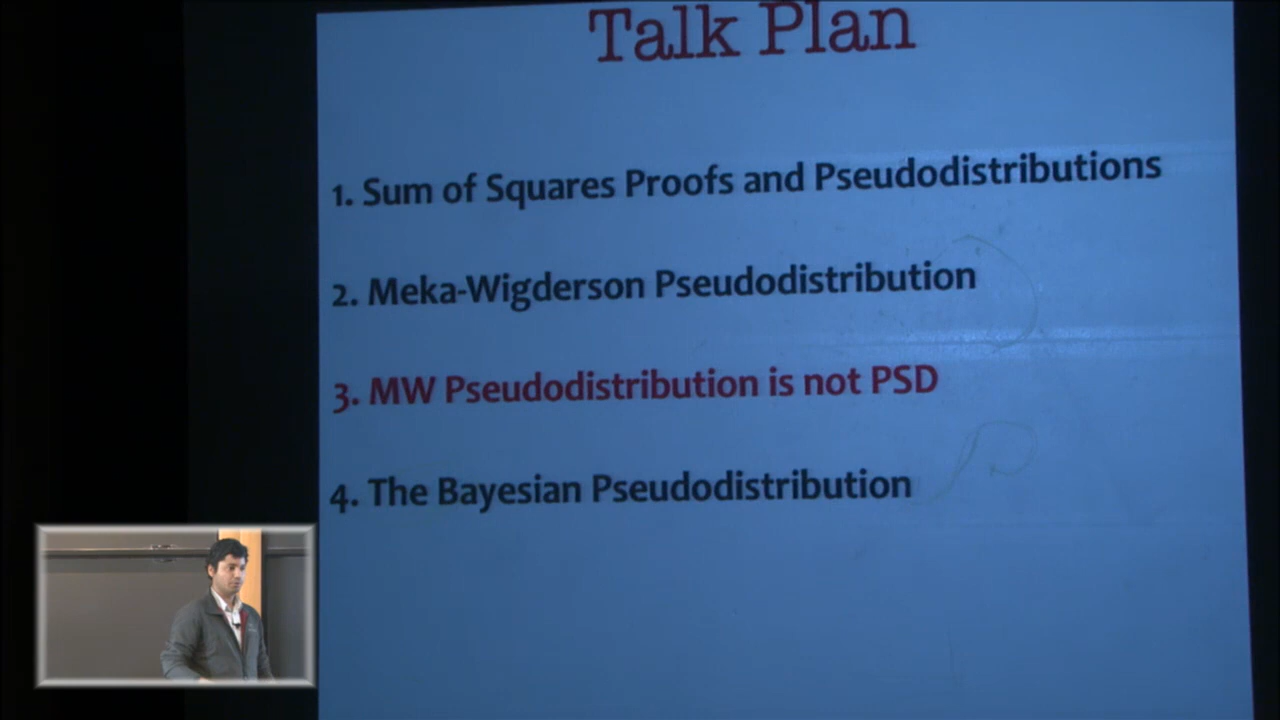 Talk Plan
1. Sum of Squares Proofs and Pseudodistributions
2. Meka-Wigderson Pseudodistribution
3. MW Pseudodistribution is not PSD
4. The Bayesian Pseudodistribution